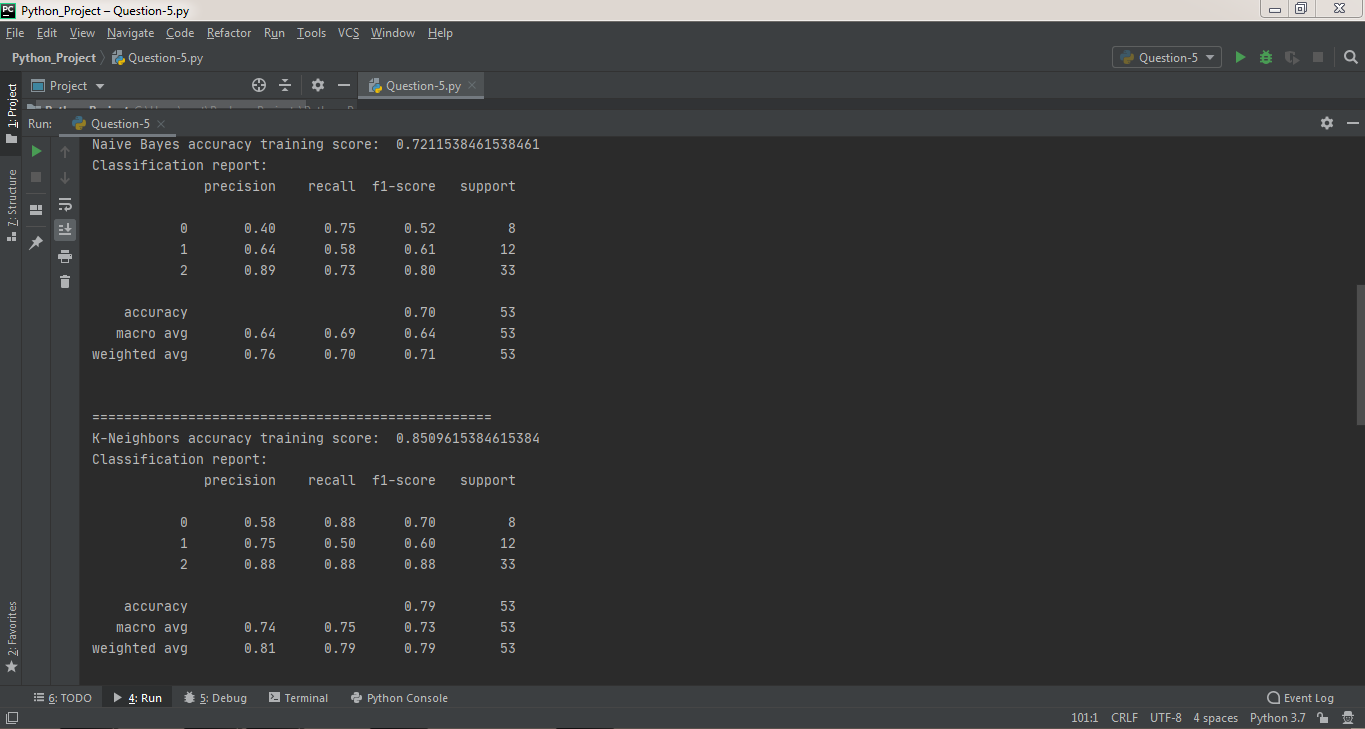 PC Python_Project – Question-5.py
File Edit View Navigate Code Refactor Run Tools VCS Window Help
Python_Project Question-5.py Question-5
Project Question-5.py
1: Project
Run: Question-5
Naive Bayes accuracy training score: 0.7211538461538461
Classification report:
precision recall f1-score support
0 0.40 0.75 0.52 8
1 0.64 0.58 0.61 12
2 0.89 0.73 0.80 33
accuracy 0.70 53
macro avg 0.64 0.69 0.64 53
weighted avg 0.76 0.70 0.71 53
==================================================
K-Neighbors accuracy training score: 0.8509615384615384
Classification report:
precision recall f1-score support
0 0.58 0.88 0.70 8
1 0.75 0.50 0.60 12
2 0.88 0.88 0.88 33
accuracy 0.79 53
macro avg 0.74 0.75 0.73 53
weighted avg 0.81 0.79 0.79 53
7: Structure
2: Favorites
6: TODO 4: Run 5: Debug Terminal Python Console Event Log
101:1 CRLF UTF-8 4 spaces Python 3.7